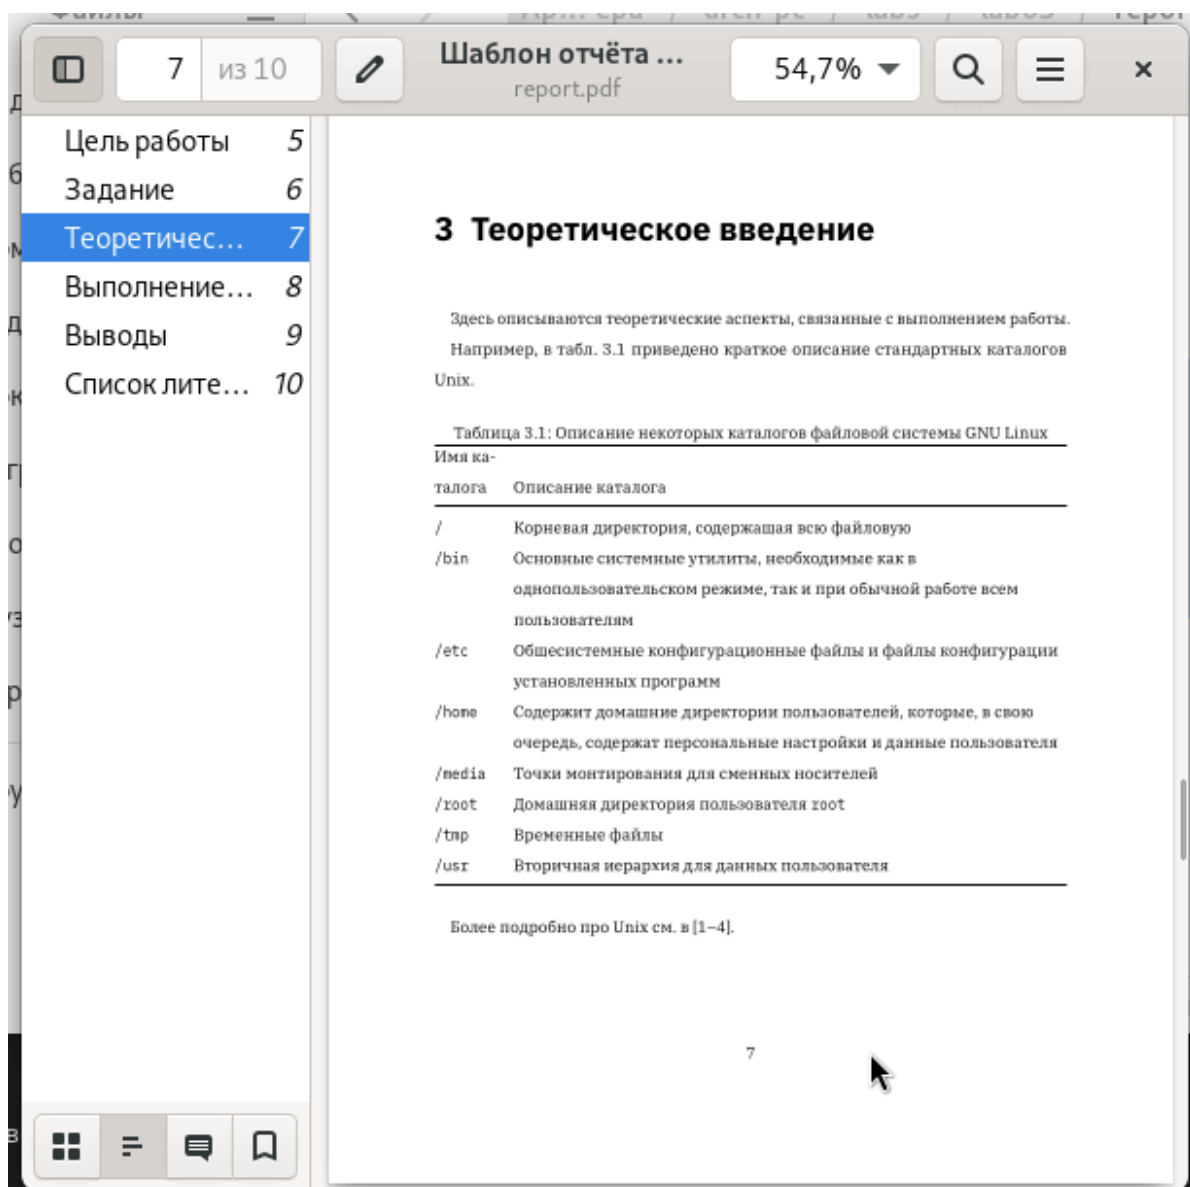 7 из 10
Шаблон отчёта ...
report.pdf
54,7%
Цель работы 5
Задание 6
Теоретичес... 7
Выполнение... 8
Выводы 9
Список лите... 10
3 Теоретическое введение
Здесь описываются теоретические аспекты, связанные с выполнением работы.
Например, в табл. 3.1 приведено краткое описание стандартных каталогов
Unix.
Таблица 3.1: Описание некоторых каталогов файловой системы GNU Linux
Имя ка-
талога Описание каталога
/ Корневая директория, содержащая всю файловую
/bin Основные системные утилиты, необходимые как в
однопользовательском режиме, так и при обычной работе всем
пользователям
/etc Общесистемные конфигурационные файлы и файлы конфигурации
установленных программ
/home Содержит домашние директории пользователей, которые, в свою
очередь, содержат персональные настройки и данные пользователя
/media Точки монтирования для сменных носителей
/root Домашняя директория пользователя root
/tmp Временные файлы
/usr Вторичная иерархия для данных пользователя
Более подробно про Unix см. в [1–4].
7